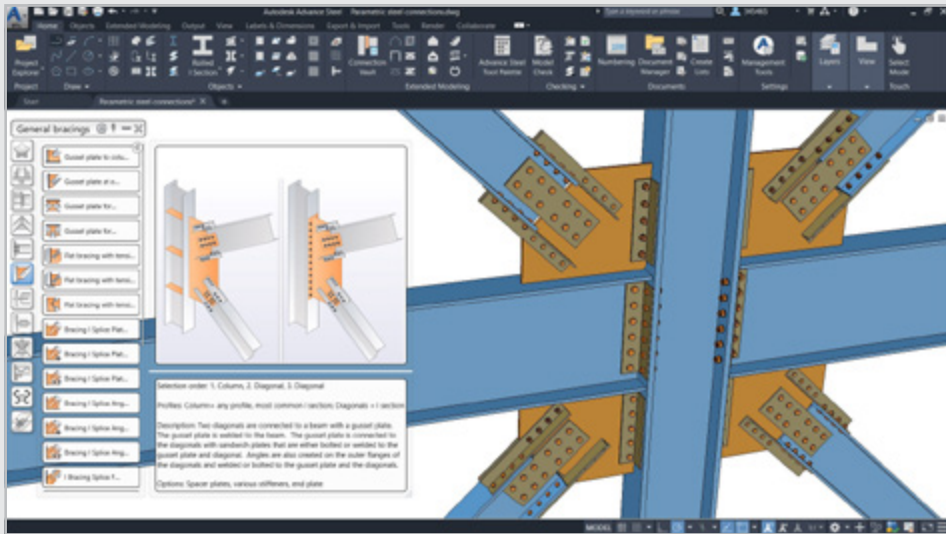 Autodesk Advance Steel Parametric steel connections.dwg
Type a keyword or phrase
Home Objects Extended Modeling Output View Labels & Dimensions Export & Import Tools Render Collaborate
Project Explorer
Rolled I Section
Connection Vault
Advance Steel Tool Palette
Model Check
Numbering
Document Manager
Create Lists
Management Tools
Layers
View
Select Mode
Project Draw Objects Extended Modeling Checking Documents Settings Touch
Start Parametric steel connections*
General bracings
Gusset plate to colu...
Gusset plate at o...
Gusset plate for...
Gusset plate for...
Flat bracing with tensi...
Flat bracing with tensi...
Flat bracing with tensi...
Bracing I Splice Plat...
Bracing I Splice Plat...
Bracing I Splice Plat...
Bracing I Splice Ang...
Bracing I Splice Ang...
Bracing I Splice Ang...
Selection order: 1. Column, 2. Diagonal, 3. Diagonal
Profiles: Column= any profile, most common I section; Diagonals = I section
Description: Two diagonals are connected to a beam with a gusset plate.
The gusset plate is welded to the beam. The gusset plate is connected to
the diagonals with sandwich plates that are either bolted or welded to the
gusset plate and diagonal. Angles are also created on the outer flanges of
the diagonals and welded or bolted to the gusset plate and the diagonals.
Options: Spacer plates, various stiffeners, end plate
MODEL